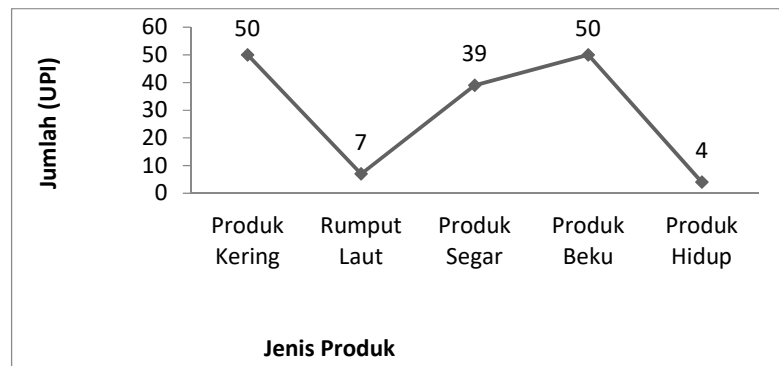 Jumlah (UPI)
60
50
40
30
20
10
0
50
7
39
50
4
Produk Kering
Rumput Laut
Produk Segar
Produk Beku
Produk Hidup
Jenis Produk